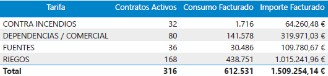 Tarifa Contratos Activos Consumo Facturado Importe Facturado
CONTRA INCENDIOS 32 1.716 64.260,48 €
DEPENDENCIAS / COMERCIAL 80 141.578 319.971,03 €
FUENTES 36 30.486 109.780,67 €
RIEGOS 168 438.751 1.015.241,96 €
Total 316 612.531 1.509.254,14 €